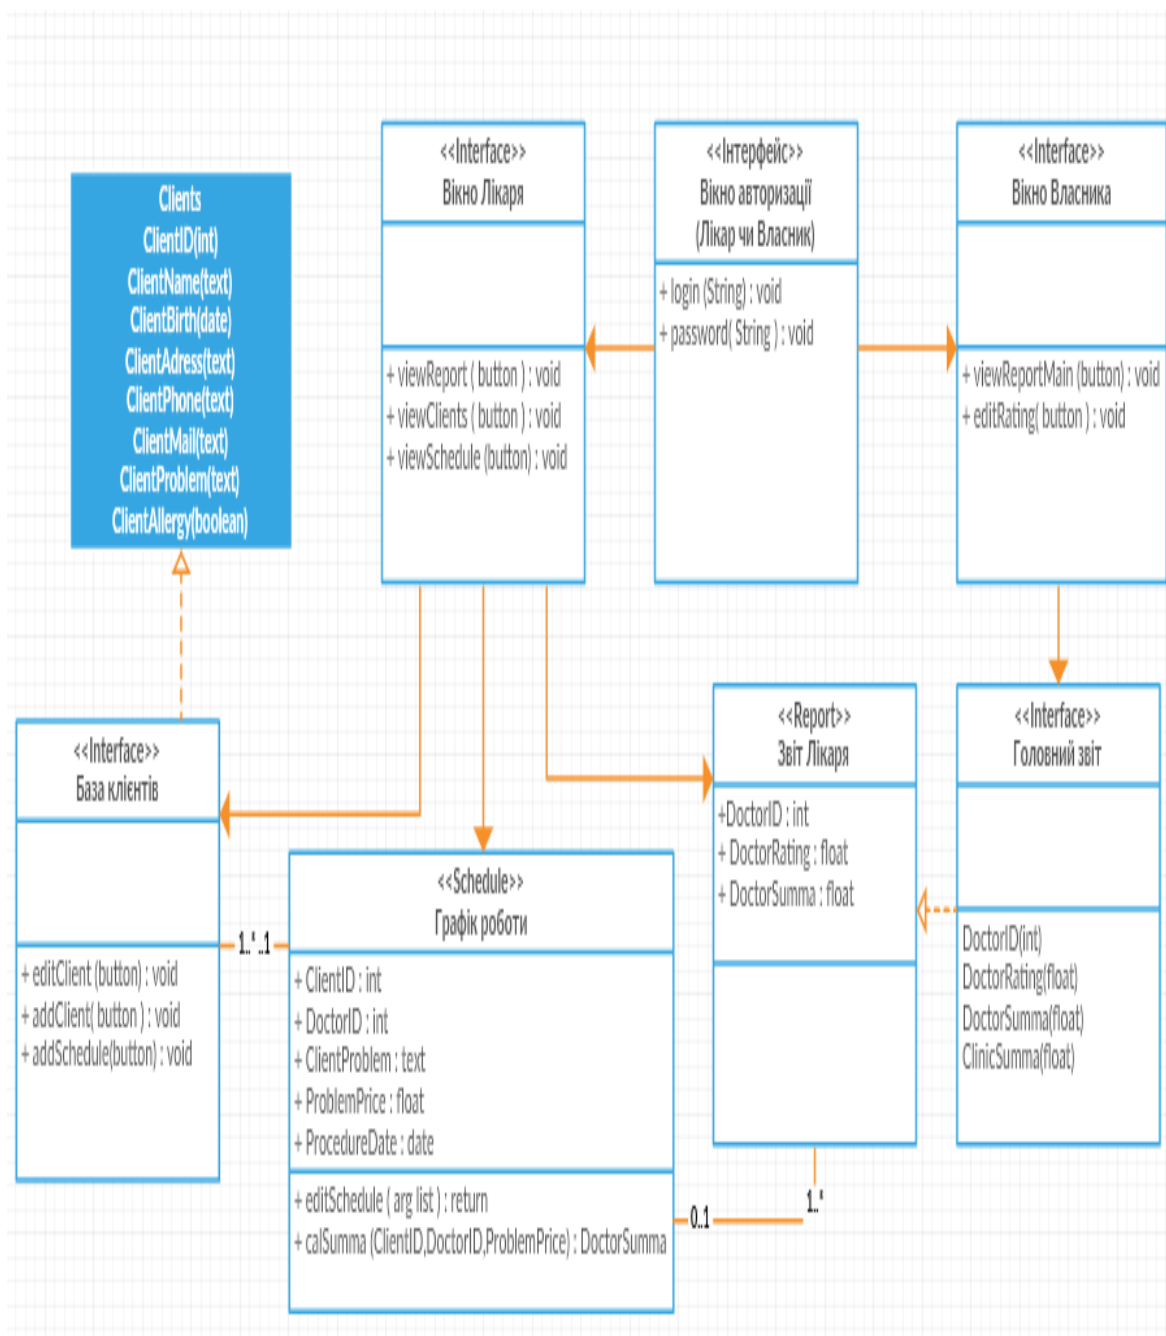 Clients
ClientID(int)
ClientName(text)
ClientBirth(date)
ClientAdress(text)
ClientPhone(text)
ClientMail(text)
ClientProblem(text)
ClientAllergy(boolean)
<<Interface>>
Вікно Лікаря
+ viewReport ( button ) : void
+ viewClients ( button ) : void
+ viewSchedule (button) : void
<<Інтерфейс>>
Вікно авторизації
(Лікар чи Власник)
+ login (String) : void
+ password( String ) : void
<<Interface>>
Вікно Власника
+ viewReportMain (button) : void
+ editRating( button ) : void
<<Interface>>
База клієнтів
+ editClient (button) : void
+ addClient( button ) : void
+ addSchedule(button) : void
1..* ..1
<<Schedule>>
Графік роботи
+ ClientID : int
+ DoctorID : int
+ ClientProblem : text
+ ProblemPrice : float
+ ProcedureDate : date
+ editSchedule ( arg list ) : return
+ calSumma (ClientID,DoctorID,ProblemPrice) : DoctorSumma
0..1
1..*
<<Report>>
Звіт Лікаря
+DoctorID : int
+ DoctorRating : float
+ DoctorSumma : float
<<Interface>>
Головний звіт
DoctorID(int)
DoctorRating(float)
DoctorSumma(float)
ClinicSumma(float)